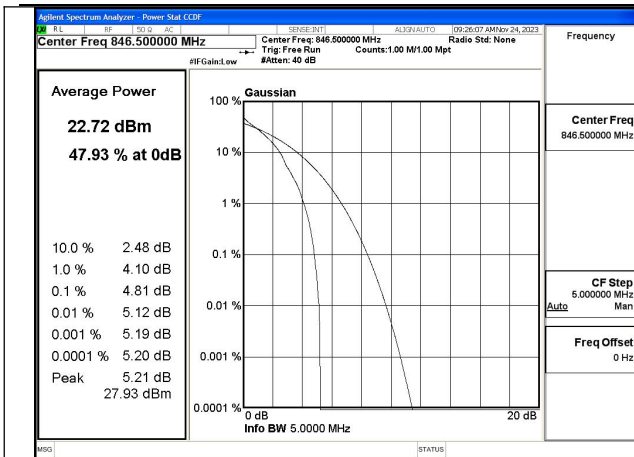 Agilent Spectrum Analyzer - Power Stat CCDF
RL RF 50 Ω AC SENSE:INT ALIGN AUTO 09:26:07 AM Nov 24, 2023
Center Freq 846.500000 MHz
Center Freq: 846.500000 MHz Radio Std: None
Trig: Free Run Counts:1.00 M/1.00 Mpt
#IFGain:Low #Atten: 40 dB
Frequency
Average Power
22.72 dBm
47.93 % at 0dB
10.0 % 2.48 dB
1.0 % 4.10 dB
0.1 % 4.81 dB
0.01 % 5.12 dB
0.001 % 5.19 dB
0.0001 % 5.20 dB
Peak 5.21 dB
27.93 dBm
Gaussian
100 %
10 %
1 %
0.1 %
0.01 %
0.001 %
0.0001 %
0 dB 20 dB
Info BW 5.0000 MHz
Center Freq
846.500000 MHz
CF Step
5.000000 MHz
Auto Man
Freq Offset
0 Hz
MSG STATUS